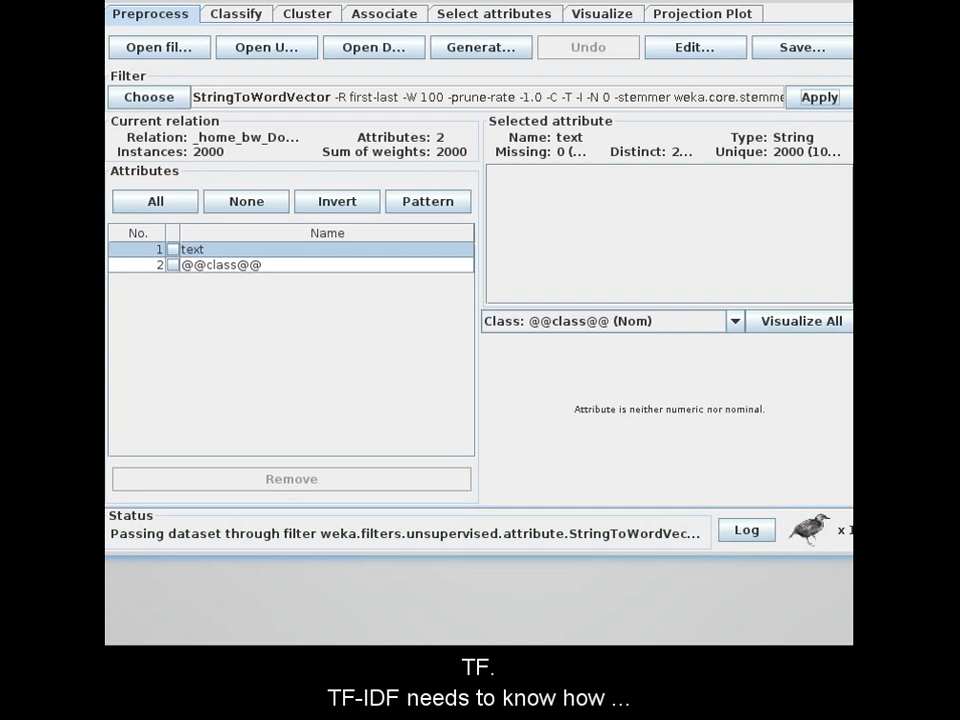 Preprocess Classify Cluster Associate Select attributes Visualize Projection Plot
Open fil... Open U... Open D... Generat... Undo Edit... Save...
Filter
Choose StringToWordVector -R first-last -W 100 -prune-rate -1.0 -C -T -I -N 0 -stemmer weka.core.stemme Apply
Current relation
Relation: _home_bw_Do... Attributes: 2
Instances: 2000 Sum of weights: 2000
Selected attribute
Name: text Type: String
Missing: 0 (... Distinct: 2... Unique: 2000 (10...
Attributes
All None Invert Pattern
No. Name
1 text
2 @@class@@
Remove
Class: @@class@@ (Nom) Visualize All
Attribute is neither numeric nor nominal.
Status
Passing dataset through filter weka.filters.unsupervised.attribute.StringToWordVec...
Log x
TF.
TF-IDF needs to know how ...